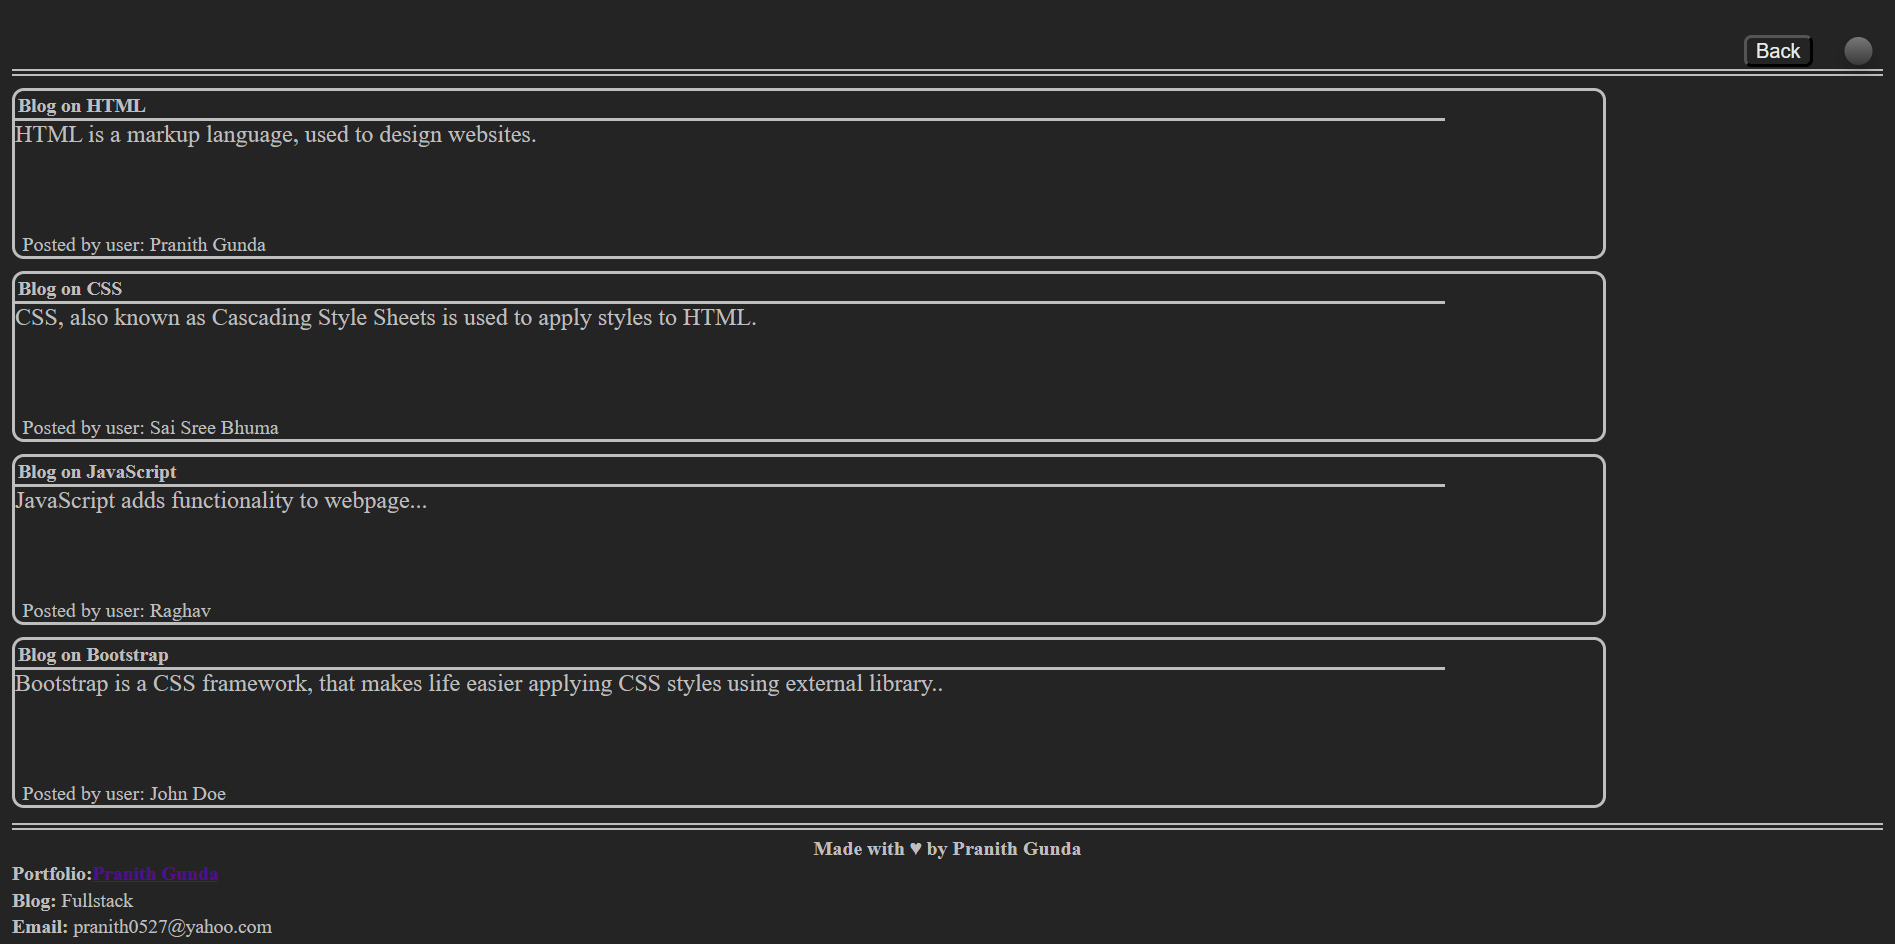 Back
Blog on HTML
HTML is a markup language, used to design websites.
Posted by user: Pranith Gunda
Blog on CSS
CSS, also known as Cascading Style Sheets is used to apply styles to HTML.
Posted by user: Sai Sree Bhuma
Blog on JavaScript
JavaScript adds functionality to webpage...
Posted by user: Raghav
Blog on Bootstrap
Bootstrap is a CSS framework, that makes life easier applying CSS styles using external library..
Posted by user: John Doe
Made with ♥ by Pranith Gunda
Portfolio:Pranith Gunda
Blog: Fullstack
Email: pranith0527@yahoo.com